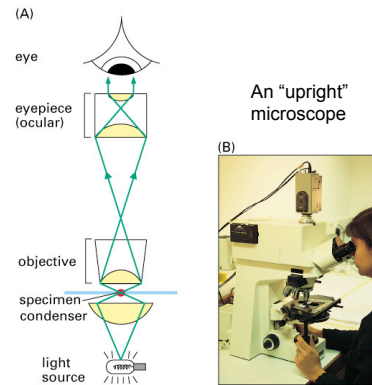 (A)
eye
eyepiece
(ocular)
objective
specimen
condenser
light
source
An “upright”
microscope
(B)